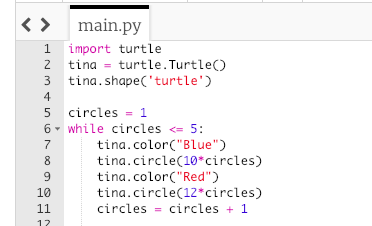 main.py
1 import turtle
2 tina = turtle.Turtle()
3 tina.shape('turtle')
4
5 circles = 1
6 while circles <= 5:
7     tina.color("Blue")
8     tina.circle(10*circles)
9     tina.color("Red")
10     tina.circle(12*circles)
11     circles = circles + 1
12